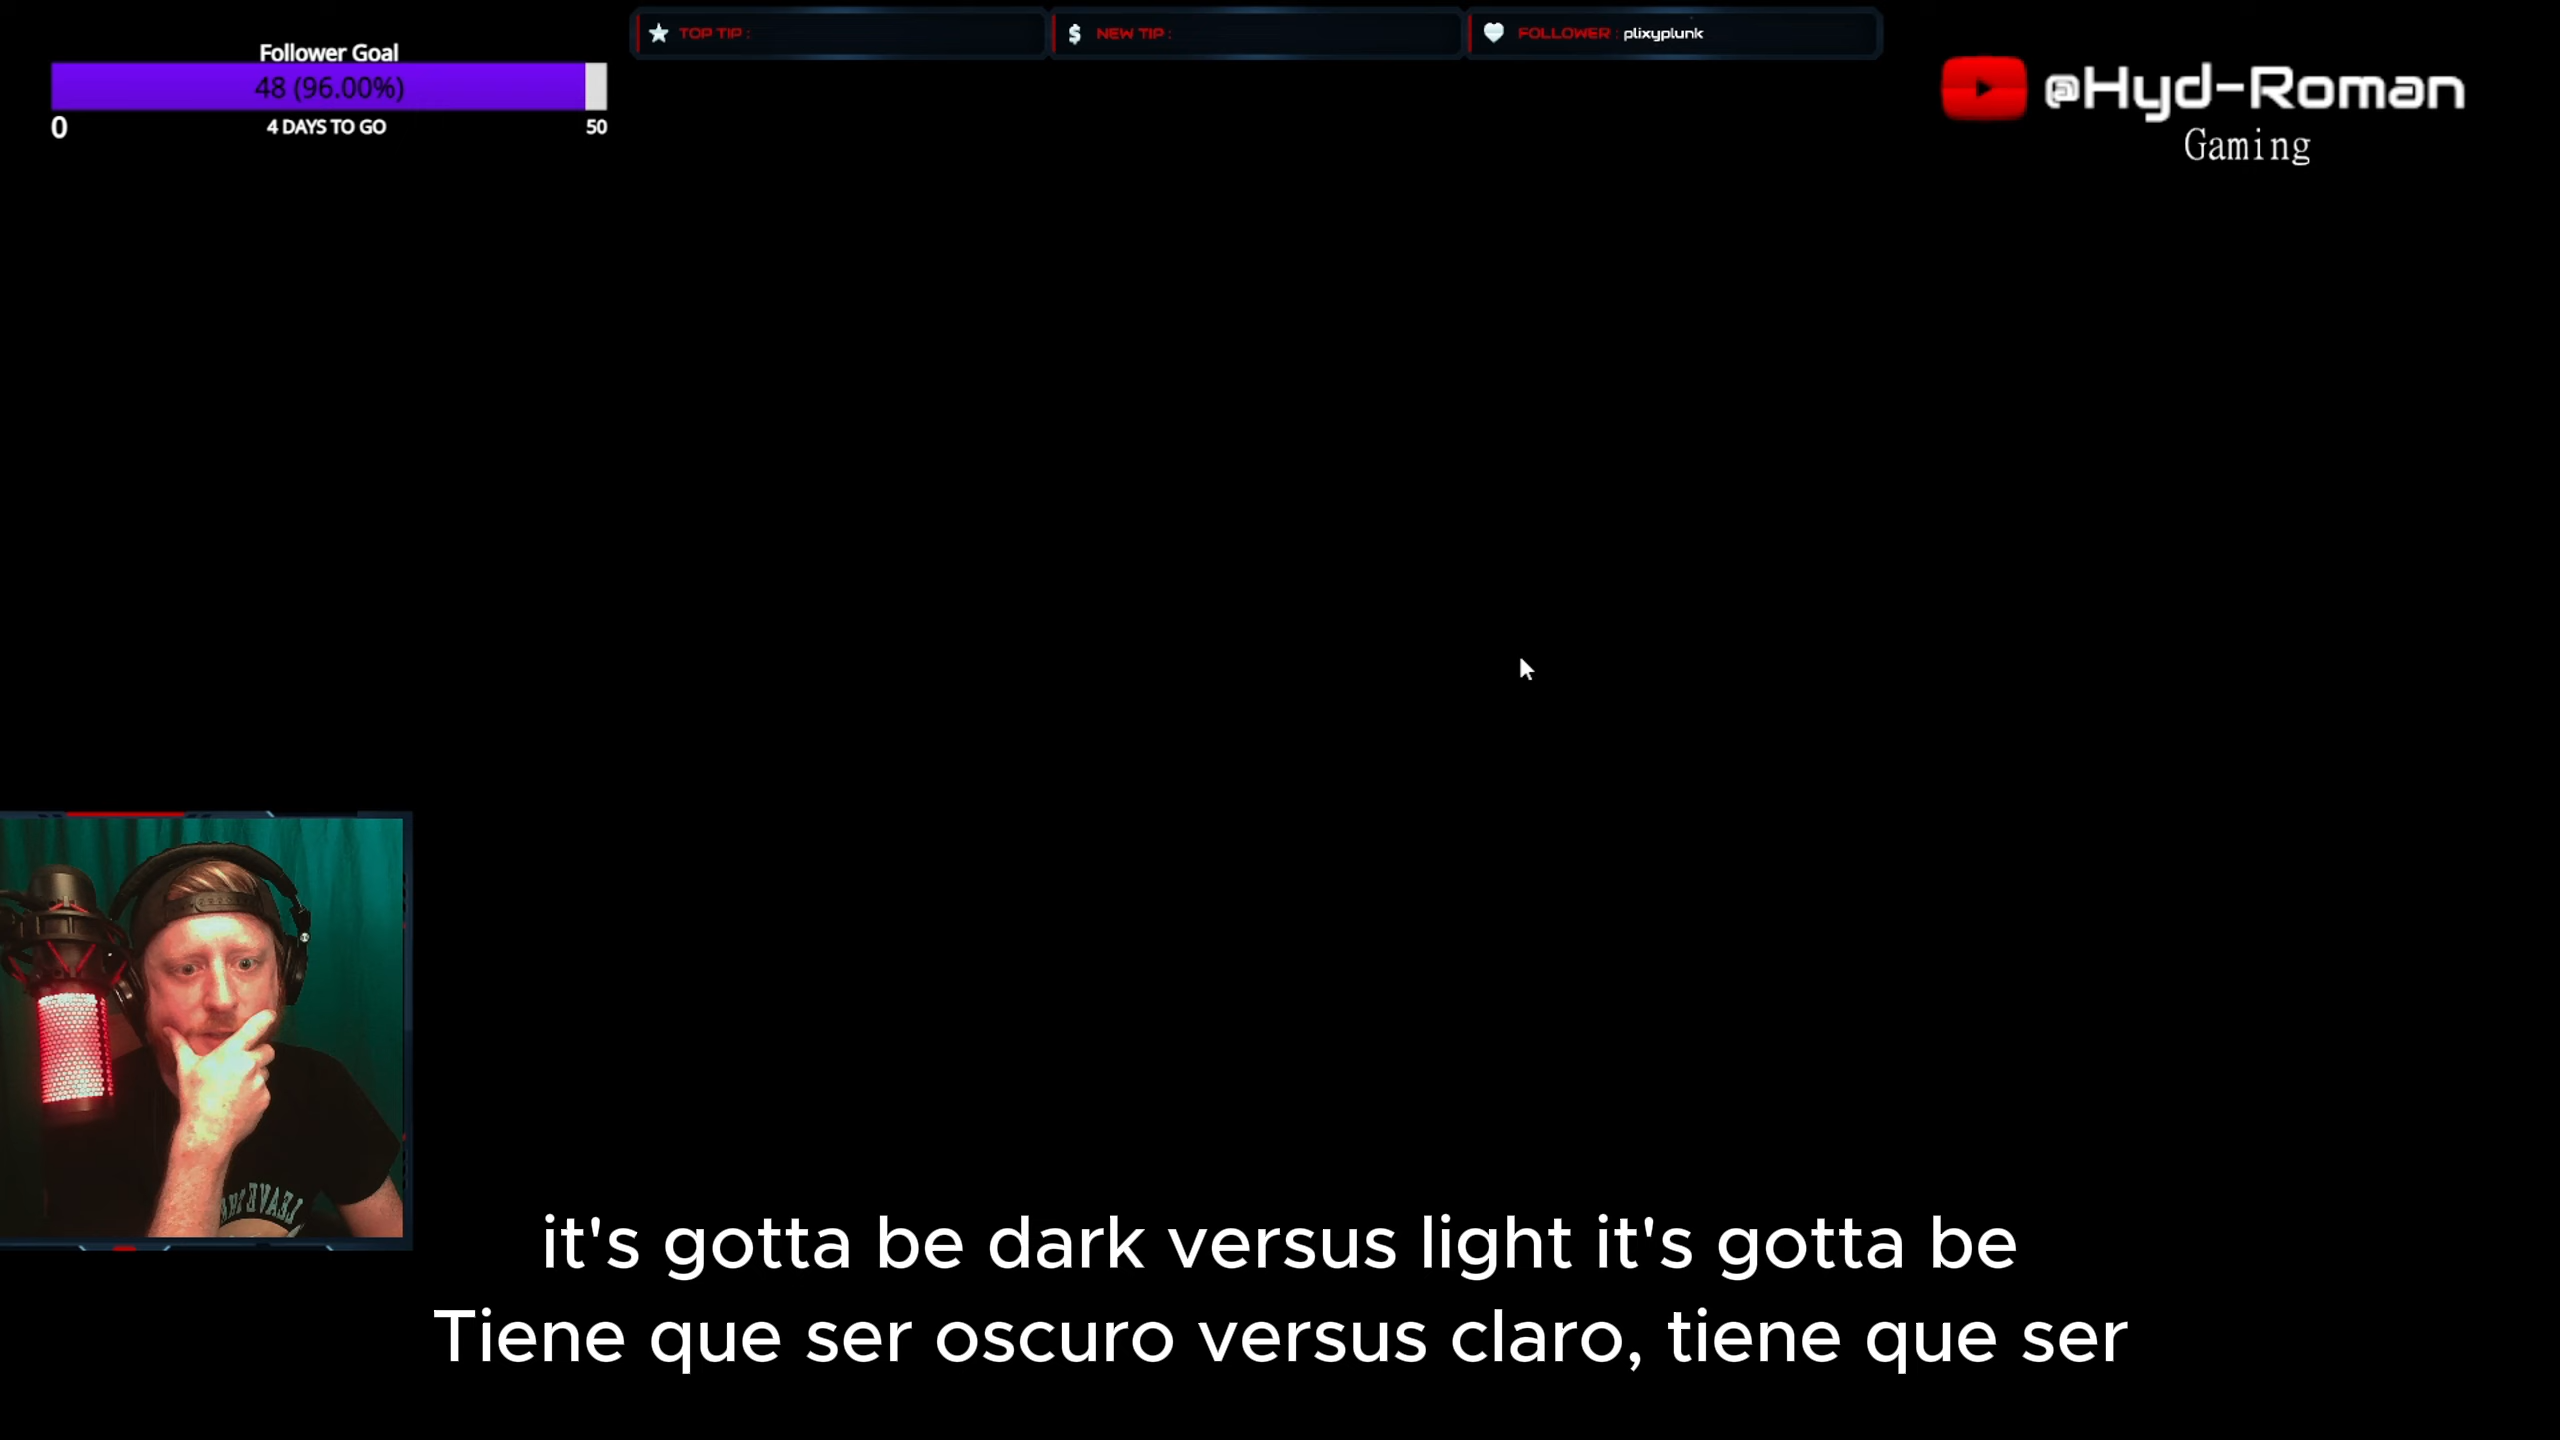 Follower Goal
48 (96.00%)
0 4 DAYS TO GO 50
TOP TIP :
NEW TIP :
FOLLOWER : plixyplunk
@Hyd-Roman
Gaming
it's gotta be dark versus light it's gotta be
Tiene que ser oscuro versus claro, tiene que ser